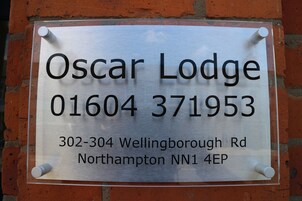 Oscar Lodge
01604 371953
302-304 Wellingborough Rd
Northampton NN1 4EP